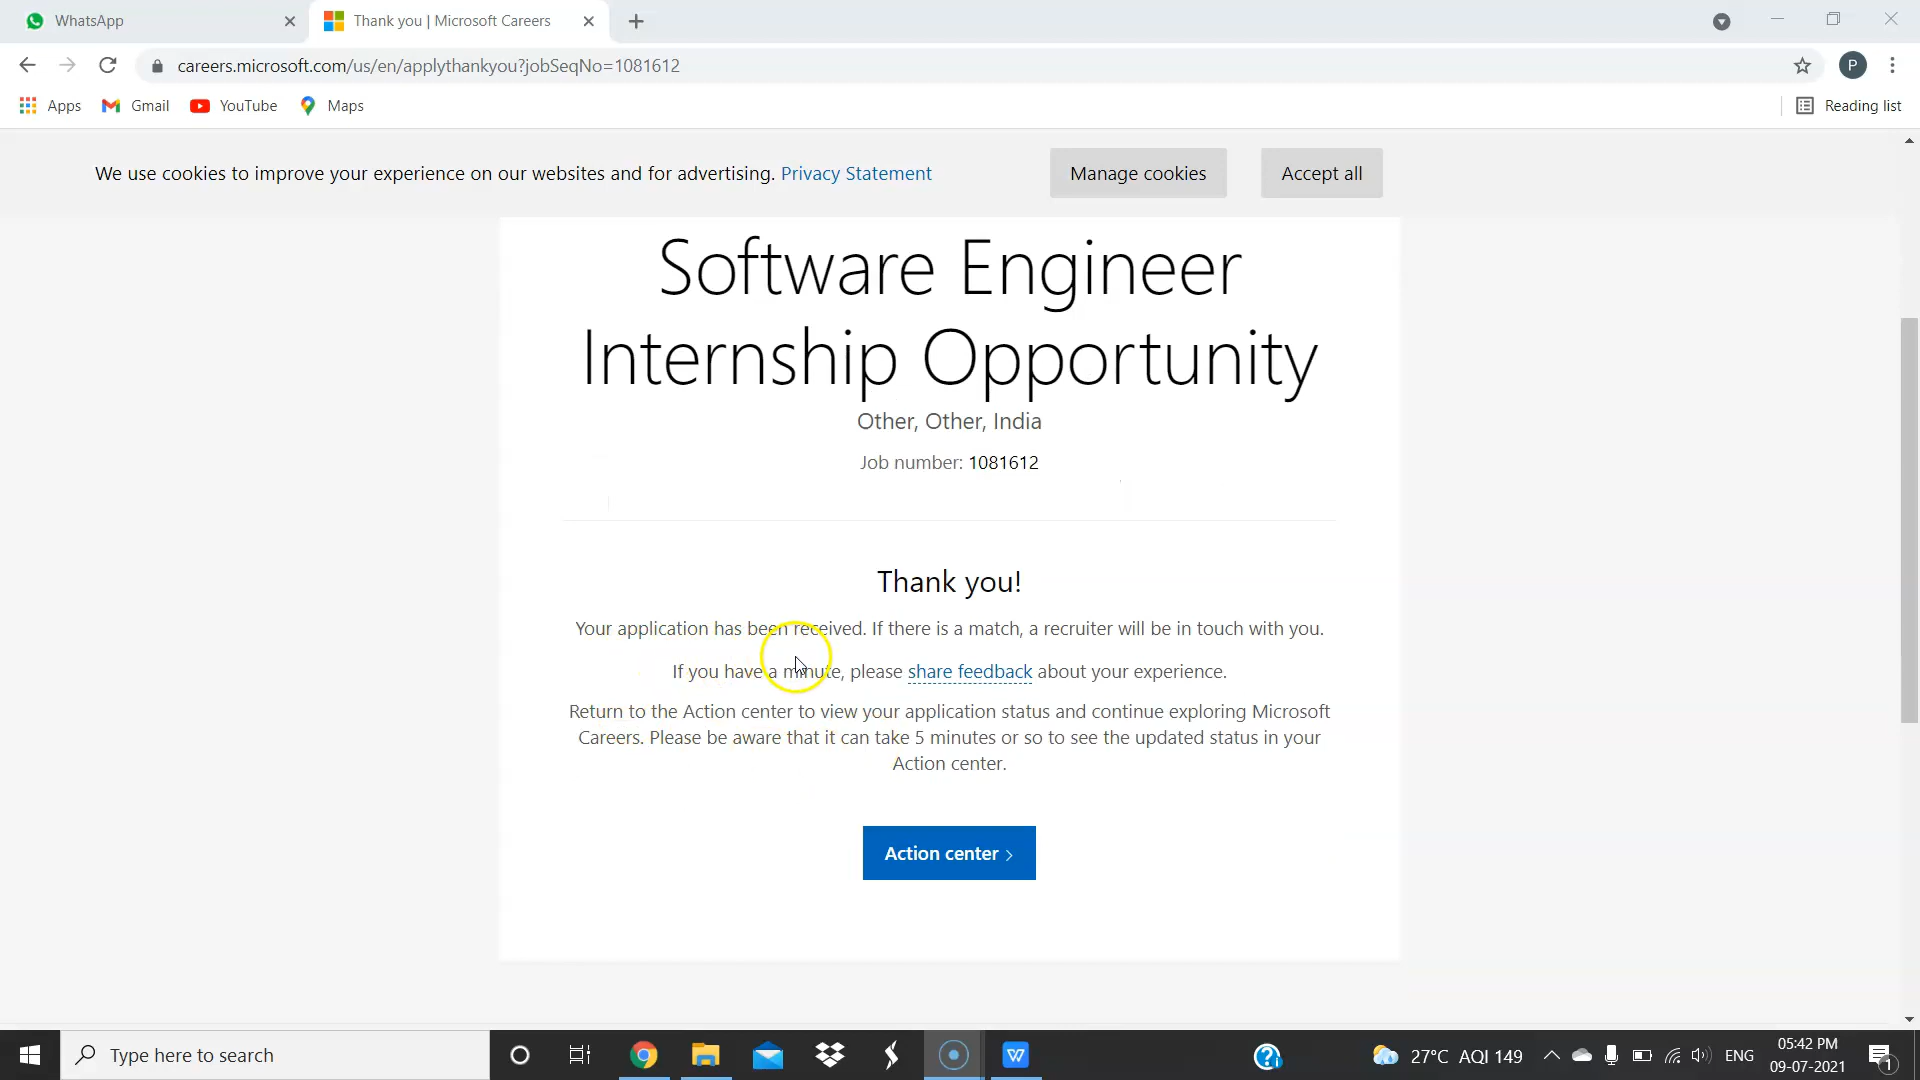 WhatsApp
Thank you | Microsoft Careers
careers.microsoft.com/us/en/applythankyou?jobSeqNo=1081612
P
Apps Gmail YouTube Maps Reading list
We use cookies to improve your experience on our websites and for advertising. Privacy Statement Manage cookies Accept all
Software Engineer
Internship Opportunity
Other, Other, India
Job number: 1081612
Thank you!
Your application has been received. If there is a match, a recruiter will be in touch with you.
If you have a minute, please share feedback about your experience.
Return to the Action center to view your application status and continue exploring Microsoft
Careers. Please be aware that it can take 5 minutes or so to see the updated status in your
Action center.
Action center >
Type here to search
27°C AQI 149
ENG
05:42 PM
09-07-2021
1